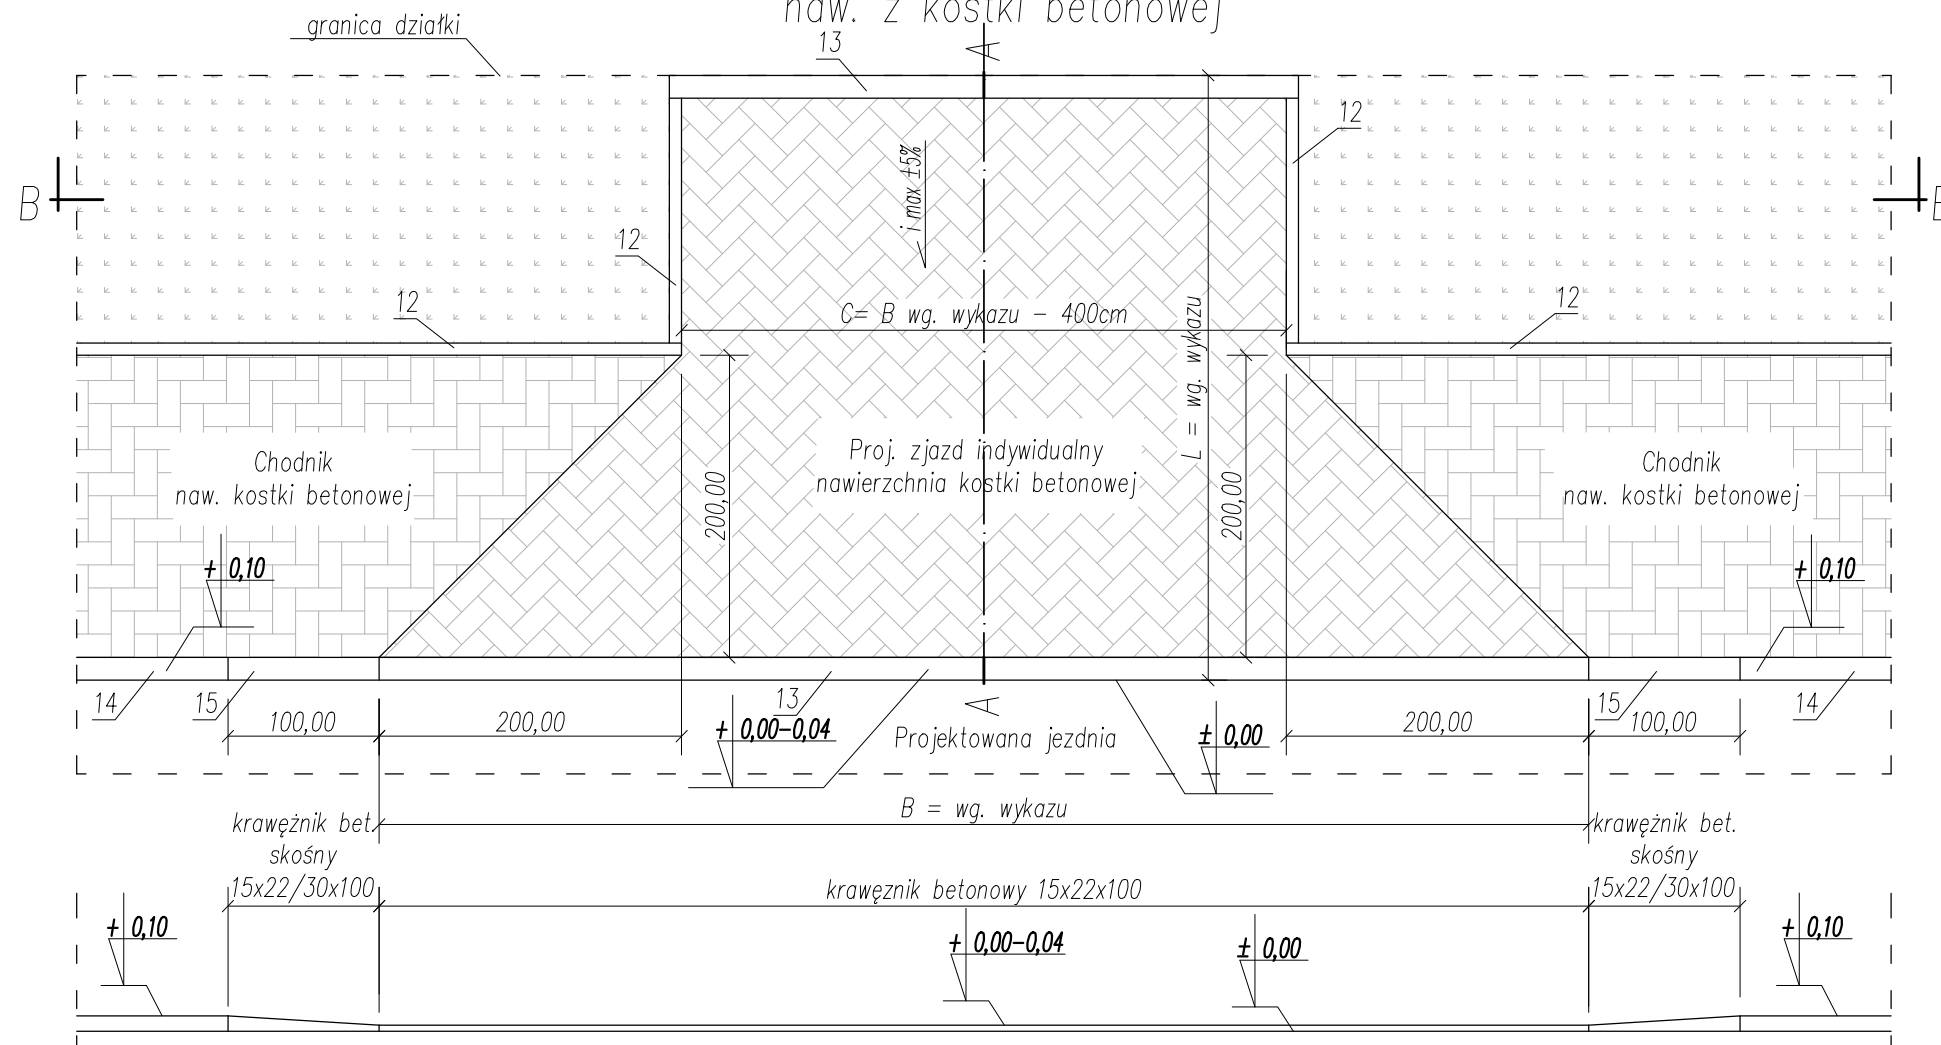 naw. z kostki betonowej
granica działki
13
A
12
B
i max ±5%
12
12
C= B wg. wykazu - 400cm
12
L = wg. wykazu
Chodnik
naw. kostki betonowej
Proj. zjazd indywidualny
nawierzchnia kostki betonowej
Chodnik
naw. kostki betonowej
200,00
200,00
+ 0,10
+ 0,10
14
15
13
A
15
14
100,00
200,00
+ 0,00-0,04
Projektowana jezdnia
± 0,00
200,00
100,00
B = wg. wykazu
krawężnik bet.
skośny
15x22/30x100
krawęznik betonowy 15x22x100
krawężnik bet.
skośny
15x22/30x100
+ 0,10
+ 0,00-0,04
± 0,00
+ 0,10